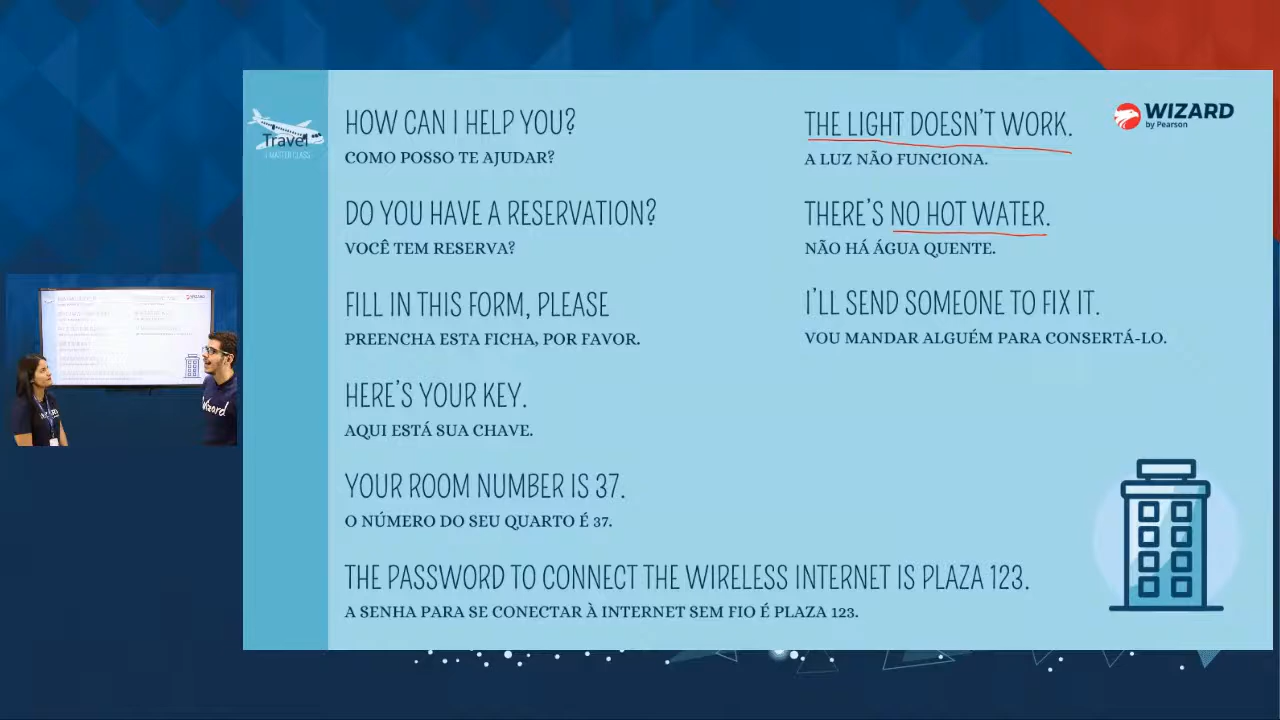 Travel
A MASTER CLASS
HOW CAN I HELP YOU?
COMO POSSO TE AJUDAR?
DO YOU HAVE A RESERVATION?
VOCÊ TEM RESERVA?
FILL IN THIS FORM, PLEASE
PREENCHA ESTA FICHA, POR FAVOR.
HERE'S YOUR KEY.
AQUI ESTÁ SUA CHAVE.
YOUR ROOM NUMBER IS 37.
O NÚMERO DO SEU QUARTO É 37.
THE PASSWORD TO CONNECT THE WIRELESS INTERNET IS PLAZA 123.
A SENHA PARA SE CONECTAR À INTERNET SEM FIO É PLAZA 123.
THE LIGHT DOESN'T WORK.
A LUZ NÃO FUNCIONA.
THERE'S NO HOT WATER.
NÃO HÁ ÁGUA QUENTE.
I'LL SEND SOMEONE TO FIX IT.
VOU MANDAR ALGUÉM PARA CONSERTÁ-LO.
WIZARD
by Pearson
Wizard